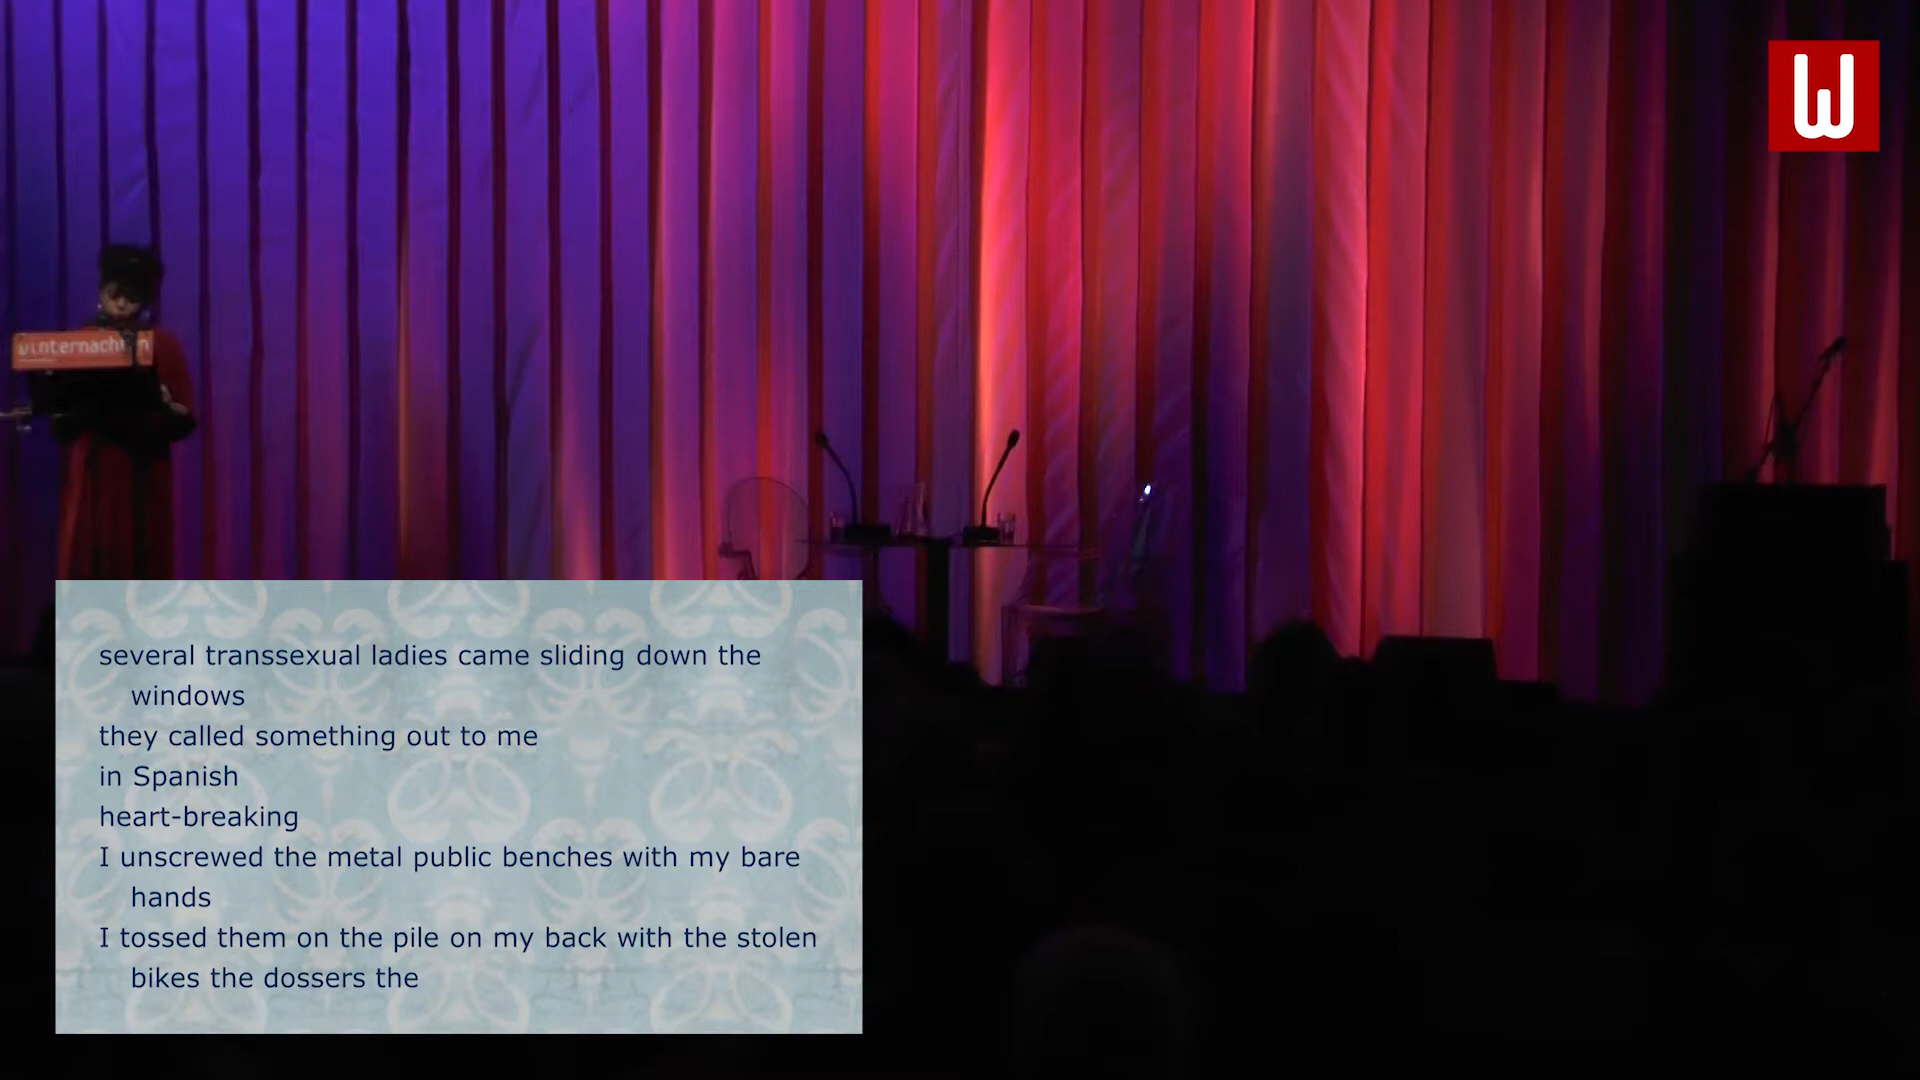 W
winternachten
several transsexual ladies came sliding down the
windows
they called something out to me
in Spanish
heart-breaking
I unscrewed the metal public benches with my bare
hands
I tossed them on the pile on my back with the stolen
bikes the dossers the